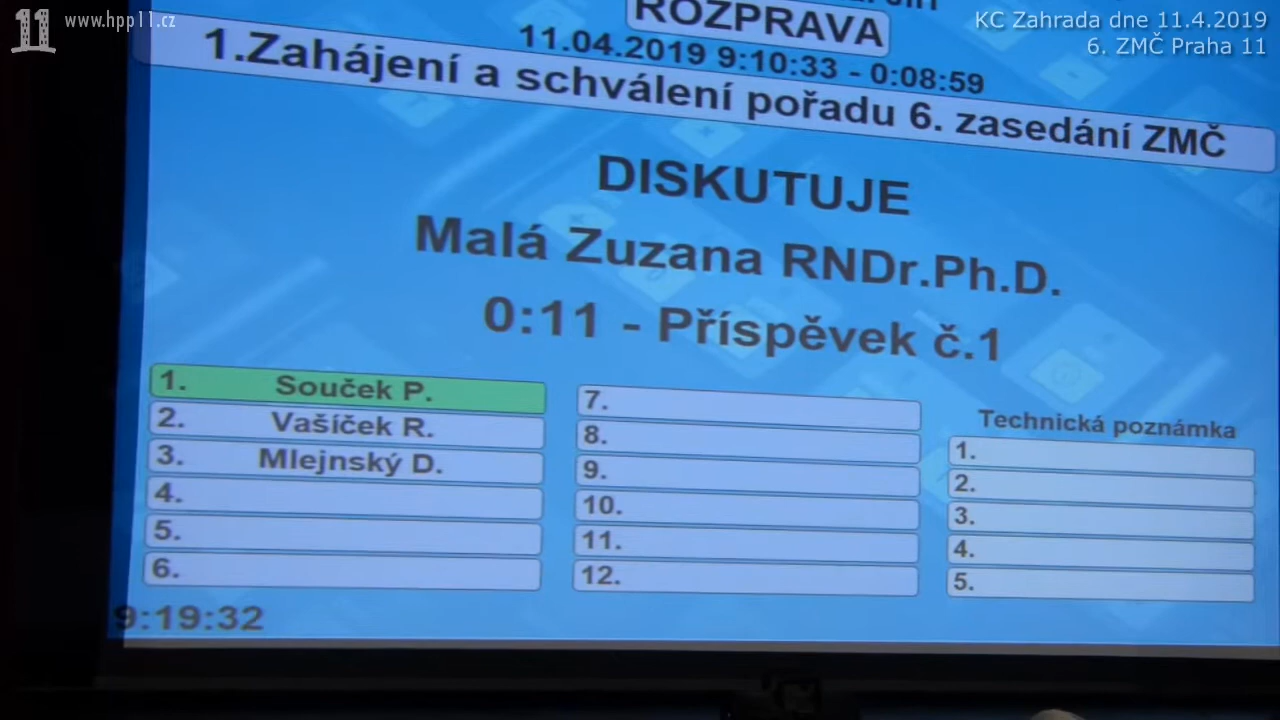 11 www.hpp11.cz
KC Zahrada dne 11.4.2019
6. ZMČ Praha 11
ROZPRAVA
11.04.2019 9:10:33 - 0:08:59
1.Zahájení a schválení pořadu 6. zasedání ZMČ
DISKUTUJE
Malá Zuzana RNDr.Ph.D.
0:11 - Příspěvek č.1
1. Souček P.
2. Vašíček R.
3. Mlejnský D.
4.
5.
6.
7.
8.
9.
10.
11.
12.
Technická poznámka
1.
2.
3.
4.
5.
9:19:32